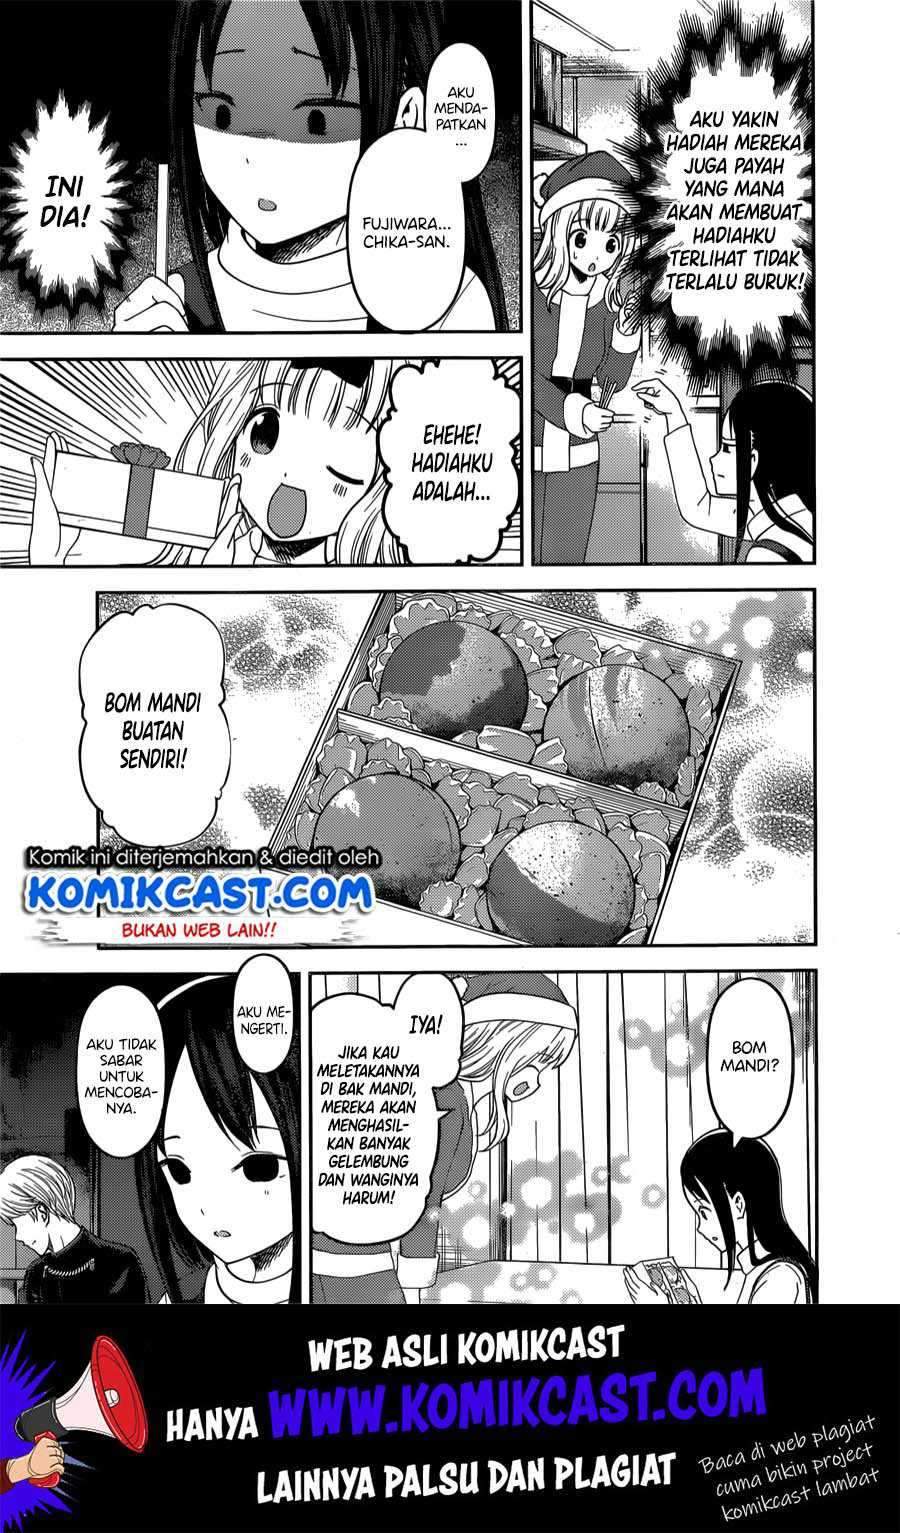 AKU YAKIN
HADIAH MEREKA
JUGA PAYAH
YANG MANA
AKAN MEMBUAT
HADIAHKU
TERLIHAT TIDAK
TERLALU BURUK!
AKU
MENDA-
PATKAN
...
FUJIWARA...
CHIKA-SAN.
INI
DIA!
EHEHE!
HADIAHKU
ADALAH...
BOM MANDI
BUATAN
SENDIRI!
Komik ini diterjemahkan & diedit oleh
KOMIKCAST.COM
BUKAN WEB LAIN!!
BOM
MANDI?
IYA!
JIKA KAU
MELETAKANNYA
DI BAK MANDI,
MEREKA AKAN
MENGHASIL-
KAN BANYAK
GELEMBUNG
DAN WANGINYA
HARUM!
AKU ME-
NGERTI.
AKU TIDAK
SABAR
UNTUK
MENCOBA-
NYA.
WEB ASLI KOMIKCAST
HANYA WWW.KOMIKCAST.COM
LAINNYA PALSU DAN PLAGIAT
Baca di web plagiat
cuma bikin project
komikcast lambat